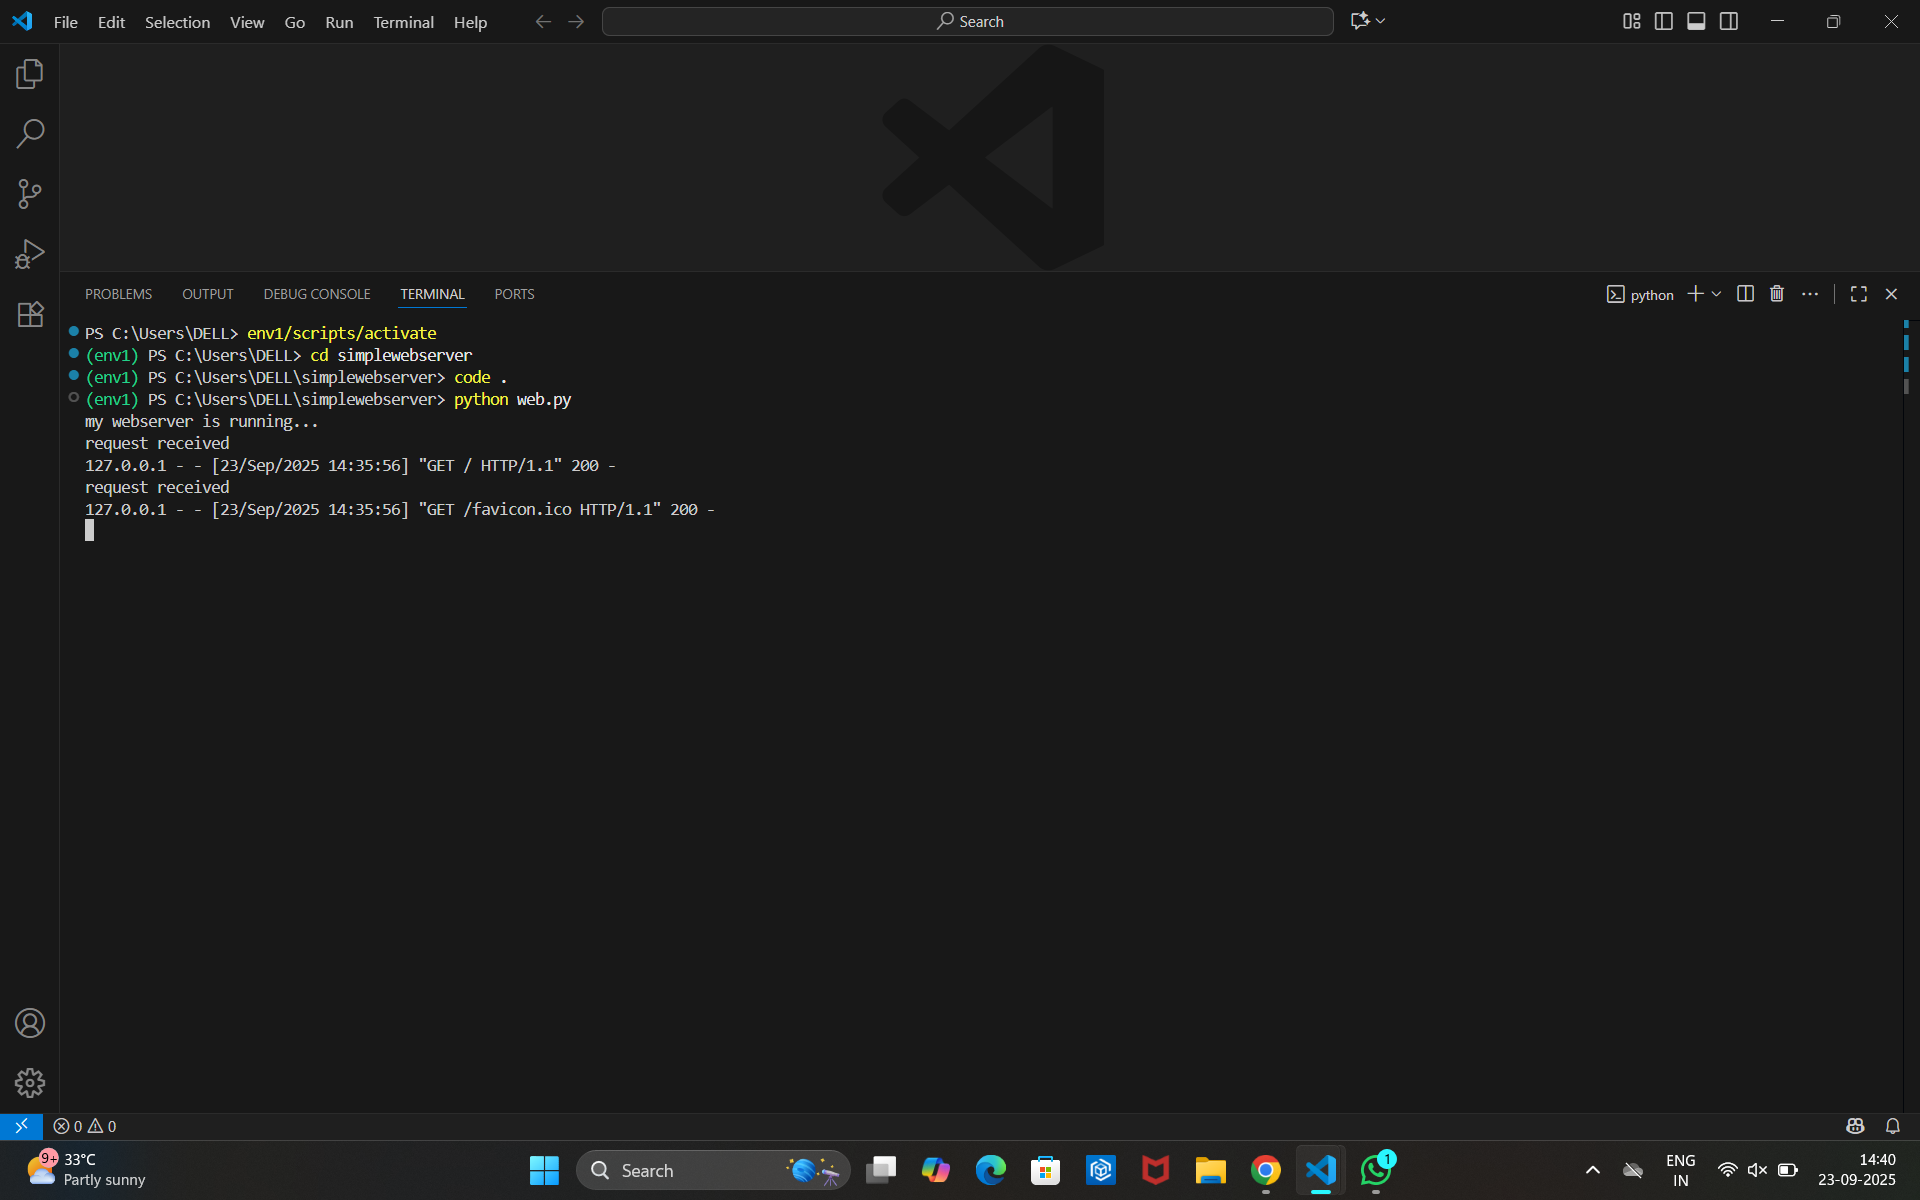 File Edit Selection View Go Run Terminal Help
Search
PROBLEMS OUTPUT DEBUG CONSOLE TERMINAL PORTS
python
PS C:\Users\DELL> env1/scripts/activate
(env1) PS C:\Users\DELL> cd simplewebserver
(env1) PS C:\Users\DELL\simplewebserver> code .
(env1) PS C:\Users\DELL\simplewebserver> python web.py
my webserver is running...
request received
127.0.0.1 - - [23/Sep/2025 14:35:56] "GET / HTTP/1.1" 200 -
request received
127.0.0.1 - - [23/Sep/2025 14:35:56] "GET /favicon.ico HTTP/1.1" 200 -
0 0
9+
33°C
Partly sunny
Search
1
ENG
IN
14:40
23-09-2025